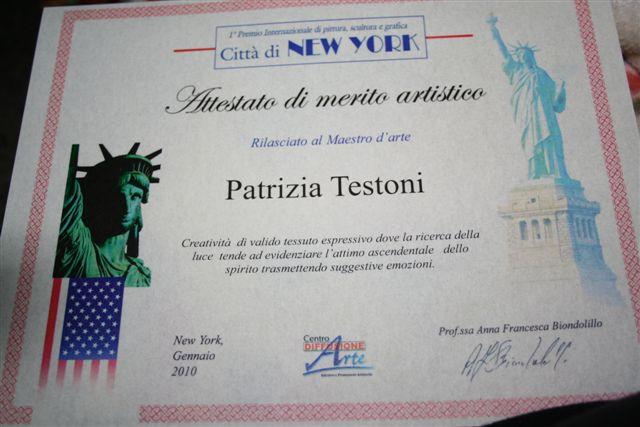 1° Premio Internazionale di pittura, scultura e grafica
Città di NEW YORK
Attestato di merito artistico
Rilasciato al Maestro d'arte
Patrizia Testoni
Creatività di valido tessuto espressivo dove la ricerca della
luce tende ad evidenziare l'attimo ascendentale dello
spirito trasmettendo suggestive emozioni.
New York,
Gennaio
2010
Centro
DIFFUSIONE
Arte
Prof.ssa Anna Francesca Biondolillo